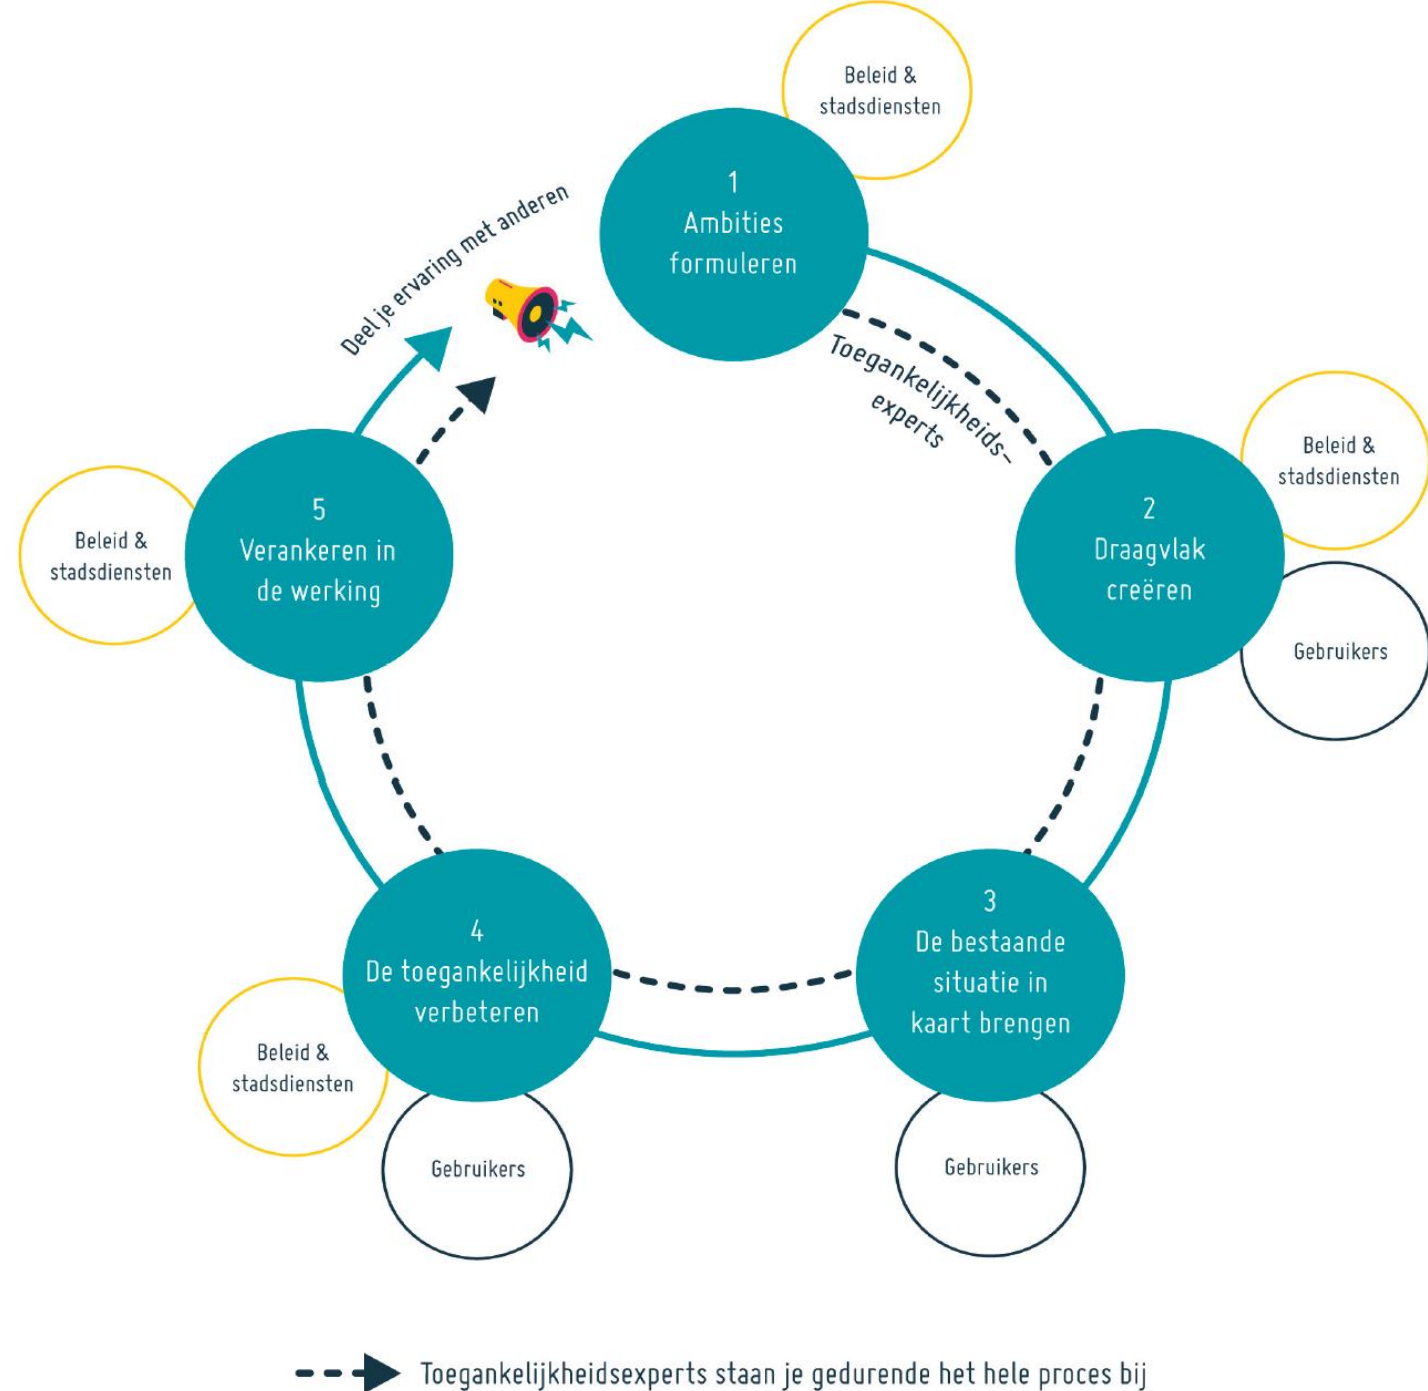 Beleid &
stadsdiensten
1
Ambities
formuleren
Deel je ervaring met anderen
Toegankelijkheids-
experts
Beleid &
stadsdiensten
2
Draagvlak
creëren
Gebruikers
3
De bestaande
situatie in
kaart brengen
Gebruikers
4
De toegankelijkheid
verbeteren
Beleid &
stadsdiensten
Gebruikers
5
Verankeren in
de werking
Beleid &
stadsdiensten
Toegankelijkheidsexperts staan je gedurende het hele proces bij